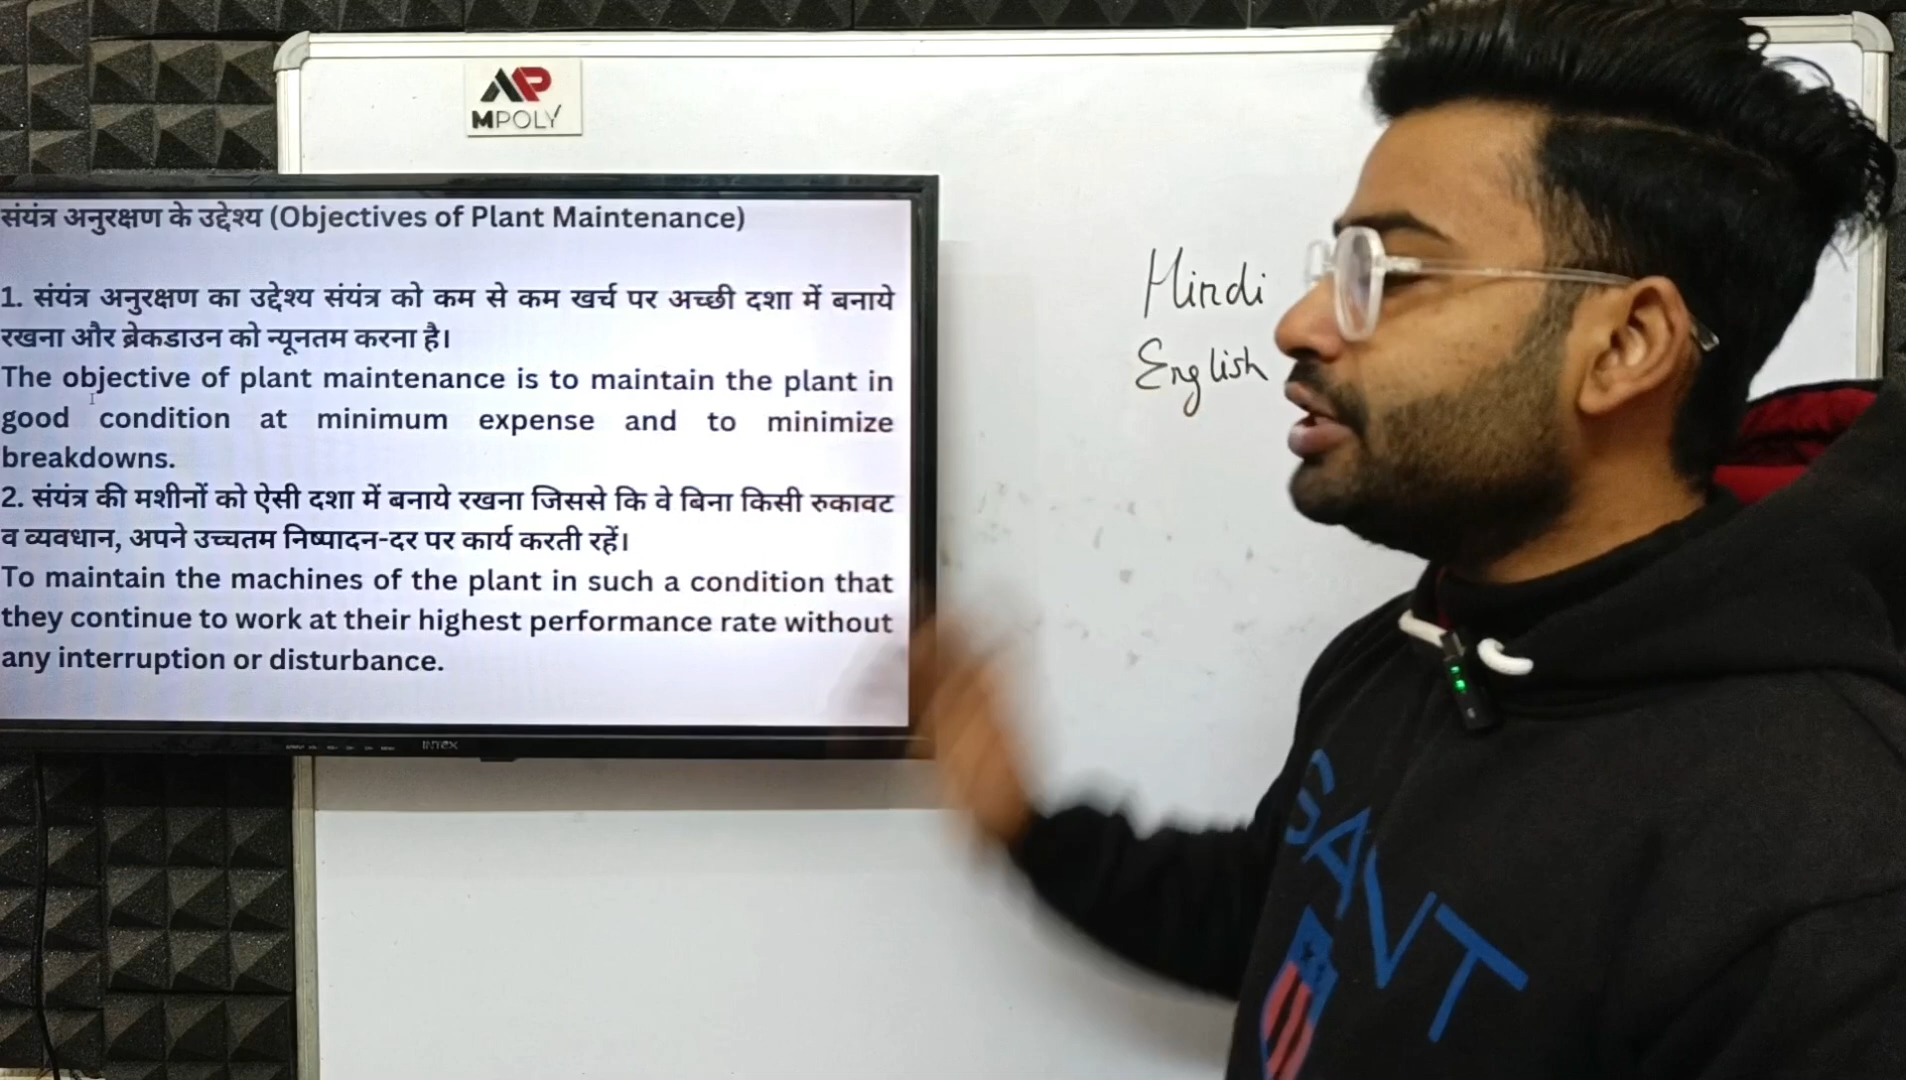 MP
MPOLY
संयंत्र अनुरक्षण के उद्देश्य (Objectives of Plant Maintenance)
1. संयंत्र अनुरक्षण का उद्देश्य संयंत्र को कम से कम खर्च पर अच्छी दशा में बनाये
रखना और ब्रेकडाउन को न्यूनतम करना है।
The objective of plant maintenance is to maintain the plant in
good condition at minimum expense and to minimize
breakdowns.
2. संयंत्र की मशीनों को ऐसी दशा में बनाये रखना जिससे कि वे बिना किसी रुकावट
व व्यवधान, अपने उच्चतम निष्पादन-दर पर कार्य करती रहें।
To maintain the machines of the plant in such a condition that
they continue to work at their highest performance rate without
any interruption or disturbance.
INTEX
Hindi
English